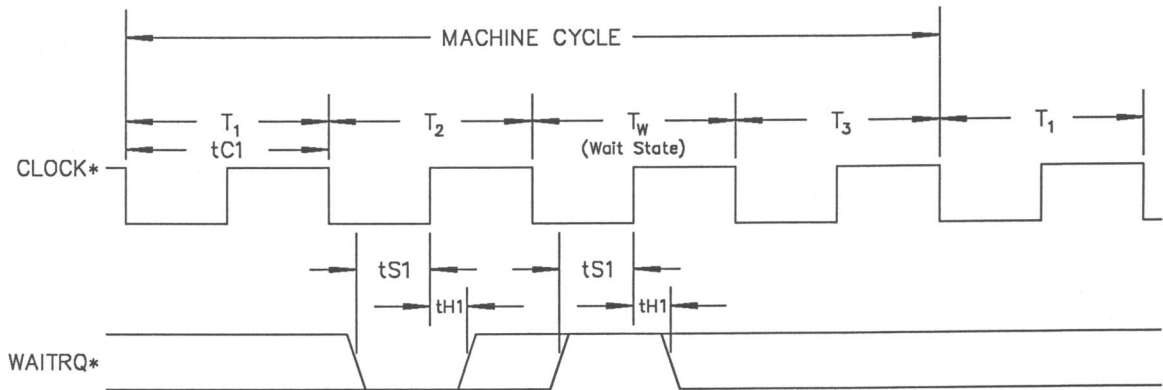 MACHINE CYCLE
T1 T2 TW T3 T1
tC1 (Wait State)
CLOCK*
tS1 tS1
tH1 tH1
WAITRQ*